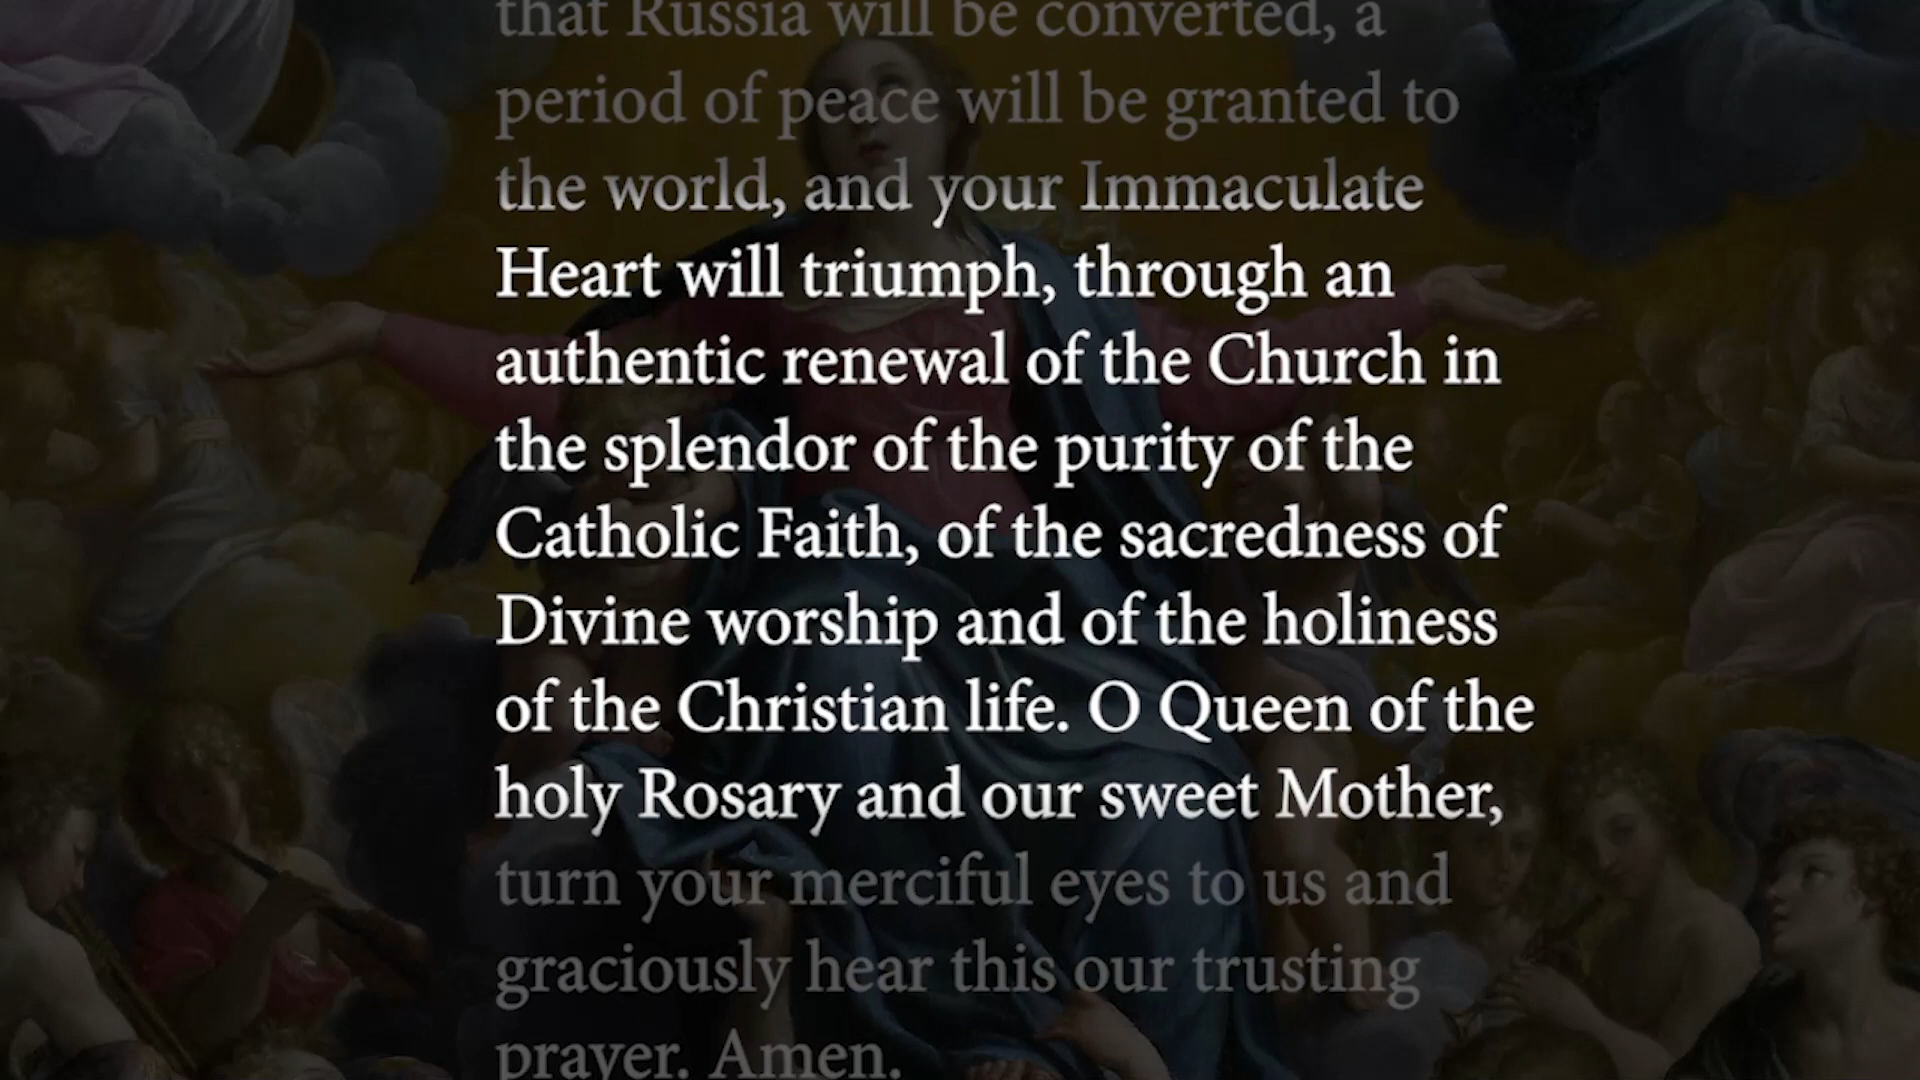 that Russia will be converted, a
period of peace will be granted to
the world, and your Immaculate
Heart will triumph, through an
authentic renewal of the Church in
the splendor of the purity of the
Catholic Faith, of the sacredness of
Divine worship and of the holiness
of the Christian life. O Queen of the
holy Rosary and our sweet Mother,
turn your merciful eyes to us and
graciously hear this our trusting
prayer. Amen.